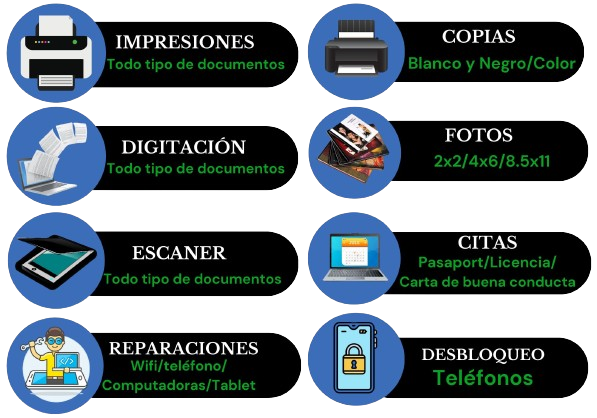 IMPRESIONES
Todo tipo de documentos
COPIAS
Blanco y Negro/Color
DIGITACIÓN
Todo tipo de documentos
FOTOS
2x2/4x6/8.5x11
ESCANER
Todo tipo de documentos
CITAS
Pasaport/Licencia/
Carta de buena conducta
REPARACIONES
Wifi/teléfono/
Computadoras/Tablet
DESBLOQUEO
Teléfonos